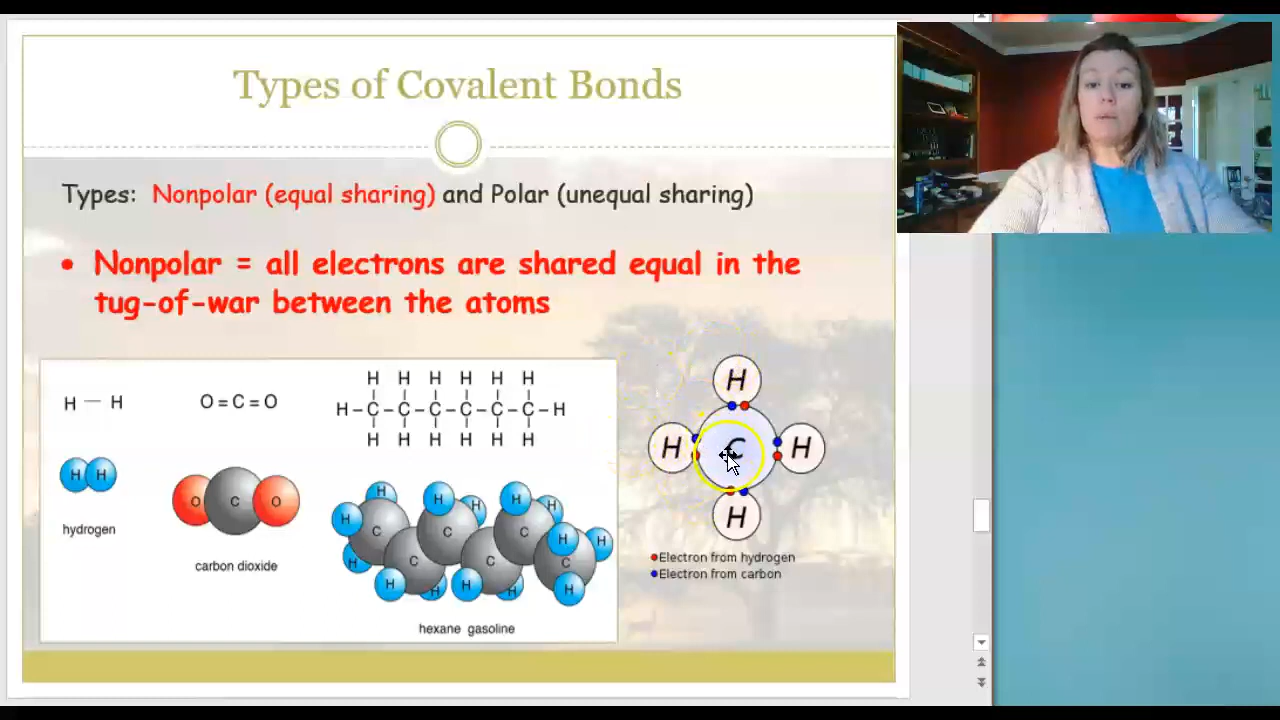 Types of Covalent Bonds
Types: Nonpolar (equal sharing) and Polar (unequal sharing)
• Nonpolar = all electrons are shared equal in the
tug-of-war between the atoms
H — H
O = C = O
H H H H H H
H – C – C – C – C – C – C – H
H H H H H H
H H
hydrogen
O C O
carbon dioxide
H H H H H
H C C C H H
H C C C
H H H H H
hexane gasoline
H
H C H
H
•Electron from hydrogen
•Electron from carbon